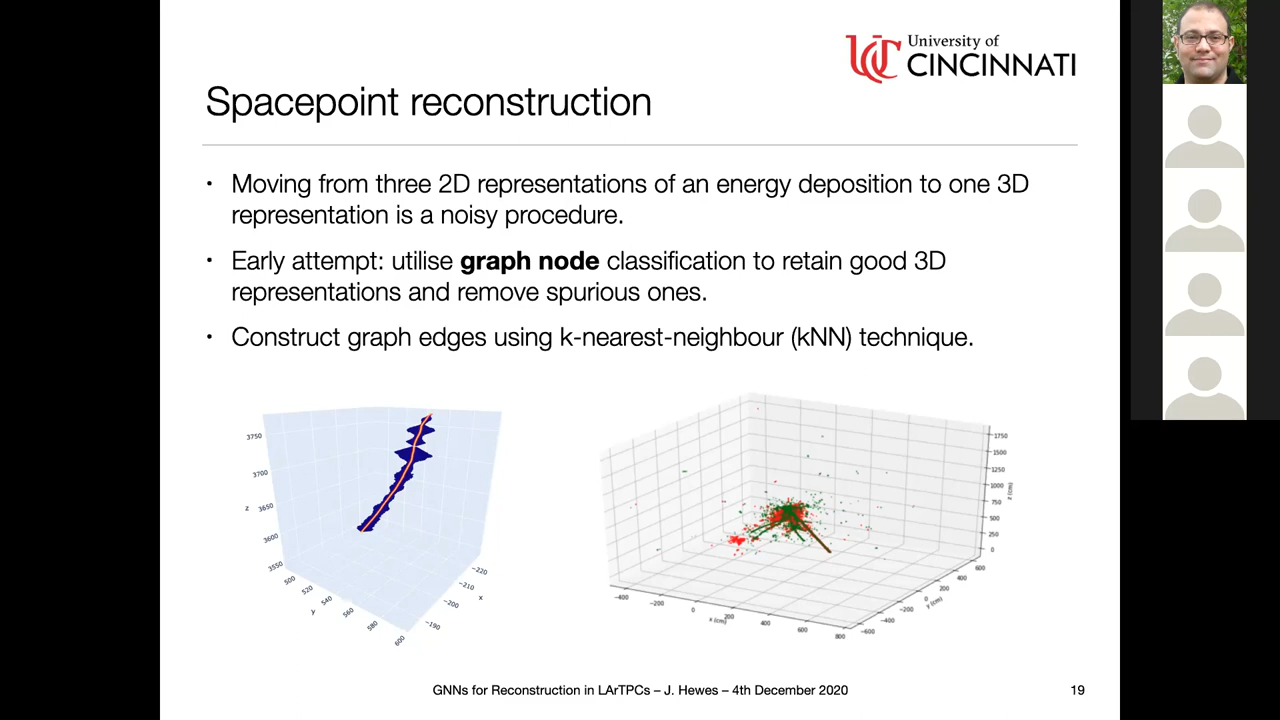 University of
CINCINNATI
Spacepoint reconstruction
• Moving from three 2D representations of an energy deposition to one 3D
representation is a noisy procedure.
• Early attempt: utilise graph node classification to retain good 3D
representations and remove spurious ones.
• Construct graph edges using k-nearest-neighbour (kNN) technique.
3750
3700
z 3650
3600
3550
500
520
y 540
560
580
600
−220
−210 x
−200
−190
1750
1500
1250
1000 z (cm)
750
500
250
0
−400
−200
0
x (cm) 200
400
600
800
600
400
200
0 y (cm)
−200
−400
−600
GNNs for Reconstruction in LArTPCs – J. Hewes – 4th December 2020
19